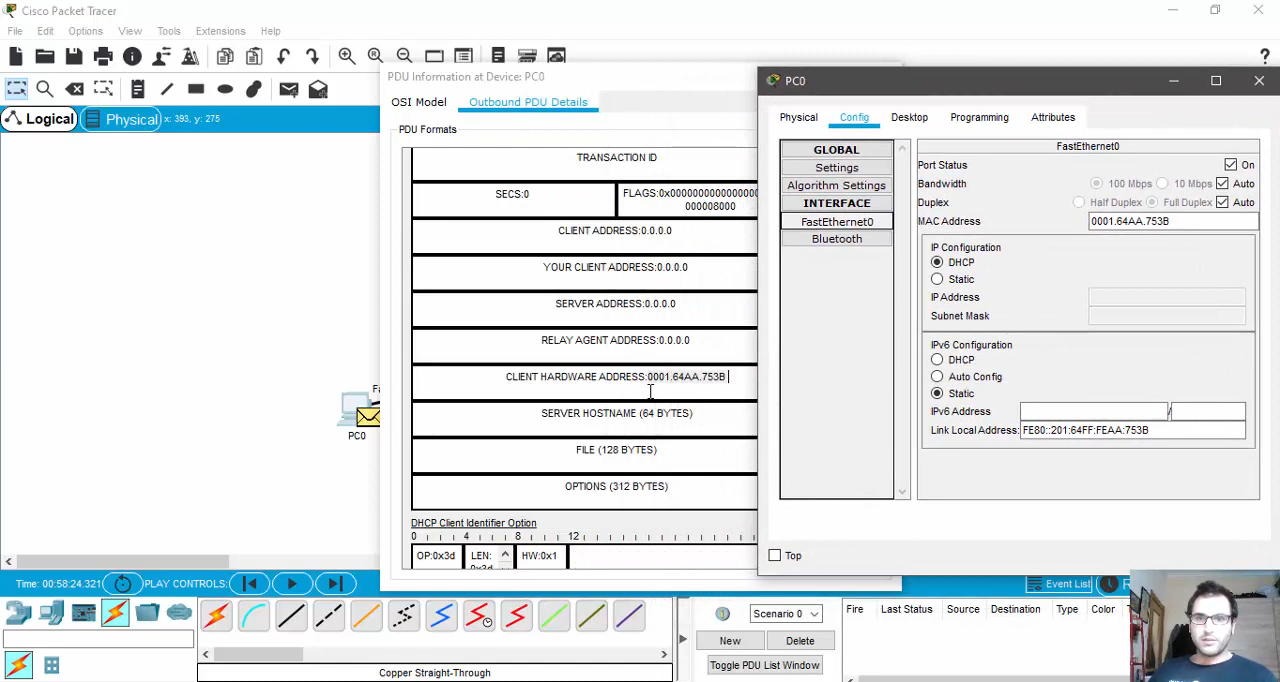 Cisco Packet Tracer
File Edit Options View Tools Extensions Help
Logical Physical x: 393, y: 275
PC0
PDU Information at Device: PC0
OSI Model Outbound PDU Details
PDU Formats
TRANSACTION ID
SECS:0 FLAGS:0x0000000000000000
000008000
CLIENT ADDRESS:0.0.0.0
YOUR CLIENT ADDRESS:0.0.0.0
SERVER ADDRESS:0.0.0.0
RELAY AGENT ADDRESS:0.0.0.0
CLIENT HARDWARE ADDRESS:0001.64AA.753B
SERVER HOSTNAME (64 BYTES)
FILE (128 BYTES)
OPTIONS (312 BYTES)
DHCP Client Identifier Option
0 4 8 12
OP:0x3d LEN: HW:0x1
PC0
Physical Config Desktop Programming Attributes
GLOBAL
Settings
Algorithm Settings
INTERFACE
FastEthernet0
Bluetooth
FastEthernet0
Port Status On
Bandwidth 100 Mbps 10 Mbps Auto
Duplex Half Duplex Full Duplex Auto
MAC Address 0001.64AA.753B
IP Configuration
DHCP
Static
IP Address
Subnet Mask
IPv6 Configuration
DHCP
Auto Config
Static
IPv6 Address /
Link Local Address: FE80::201:64FF:FEAA:753B
Top
Time: 00:58:24.321 PLAY CONTROLS: Event List
Scenario 0
New Delete
Toggle PDU List Window
Fire Last Status Source Destination Type Color
Copper Straight-Through